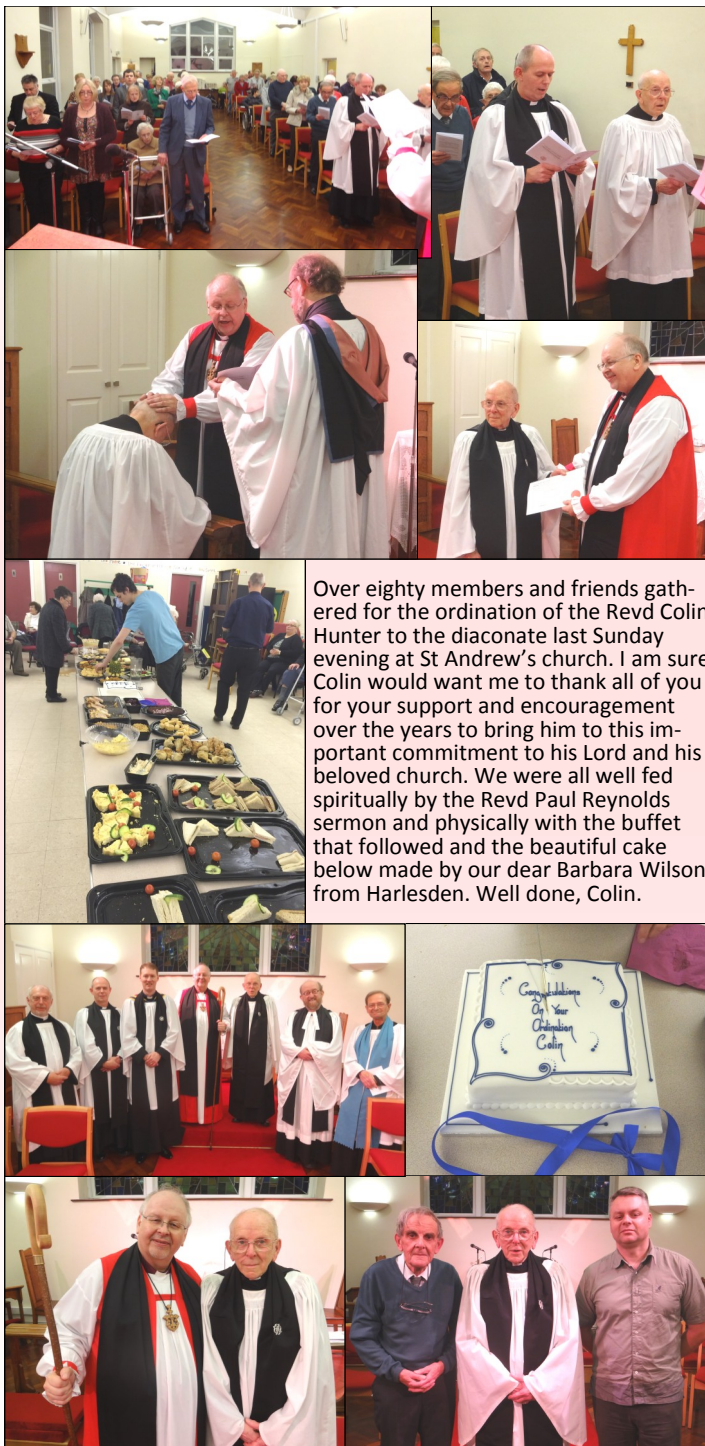 Over eighty members and friends gath-
ered for the ordination of the Revd Colin
Hunter to the diaconate last Sunday
evening at St Andrew's church. I am sure
Colin would want me to thank all of you
for your support and encouragement
over the years to bring him to this im-
portant commitment to his Lord and his
beloved church. We were all well fed
spiritually by the Revd Paul Reynolds
sermon and physically with the buffet
that followed and the beautiful cake
below made by our dear Barbara Wilson
from Harlesden. Well done, Colin.
Congratulations
On Your
Ordination
Colin